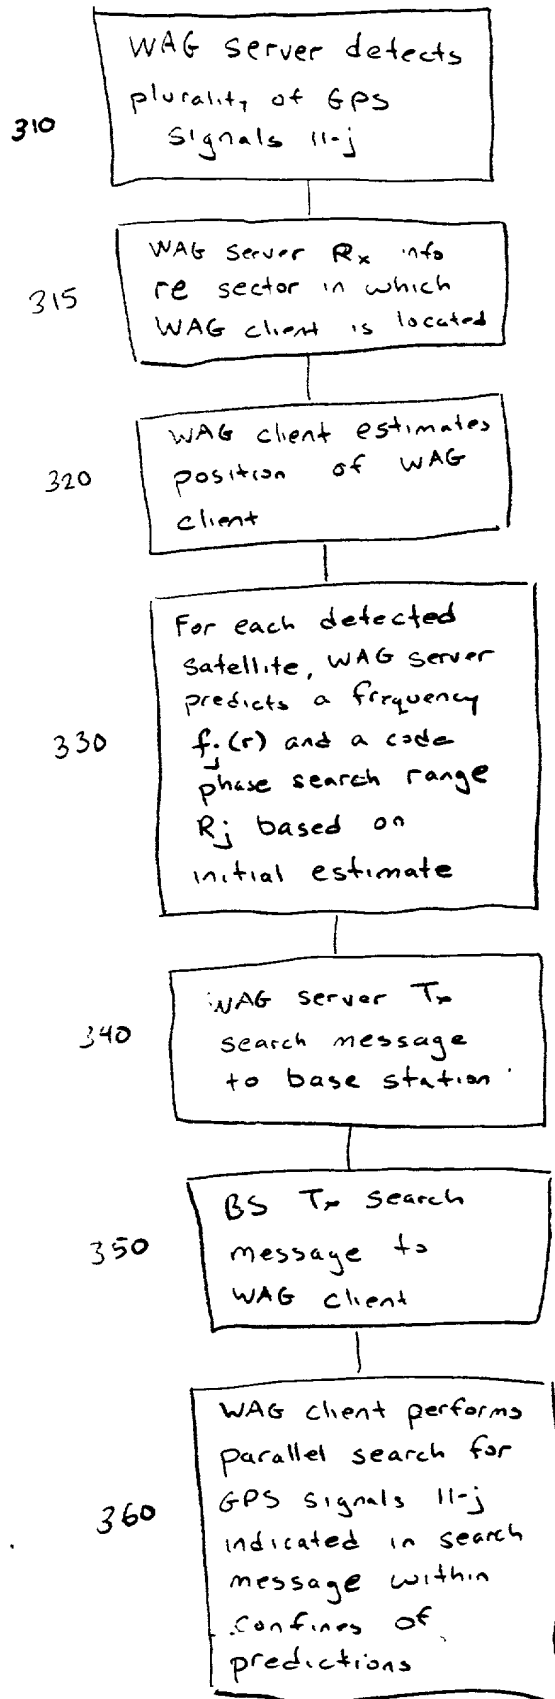 WAG Server detects
plurality of GPS
310
Signals 11-j
WAG Server Rx info
315
re sector in which
WAG client is located
WAG client estimates
320
position of WAG
client
For each detected
Satellite, WAG server
predicts a frequency
330
fj(r) and a code
phase search range
Rj based on
initial estimate
WAG server Tx
340
search message
to base station
BS Tx search
350
message to
WAG client
WAG client performs
parallel search for
GPS signals 11-j
360
indicated in search
message within
confines of
predictions